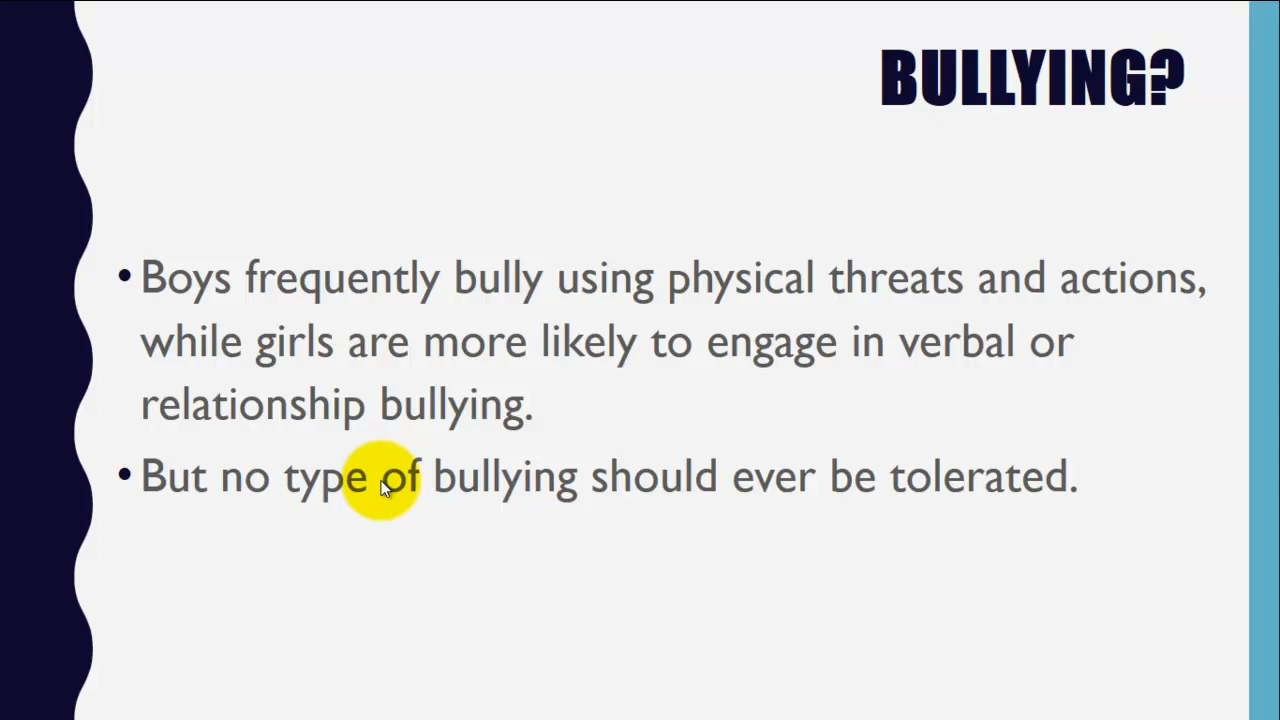 BULLYING?
• Boys frequently bully using physical threats and actions,
while girls are more likely to engage in verbal or
relationship bullying.
• But no type of bullying should ever be tolerated.